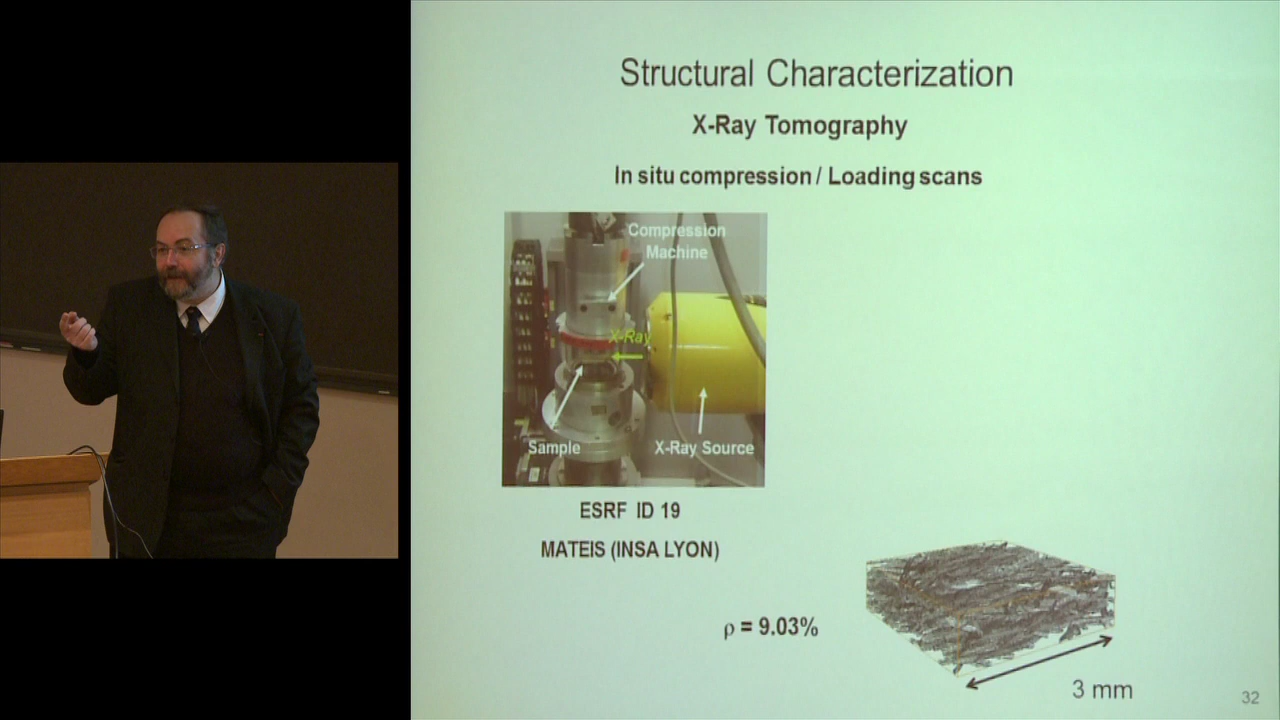 Structural Characterization
X-Ray Tomography
In situ compression / Loading scans
Compression
Machine
X-Ray
Sample
X-Ray Source
ESRF ID 19
MATEIS (INSA LYON)
ρ = 9.03%
3 mm
32